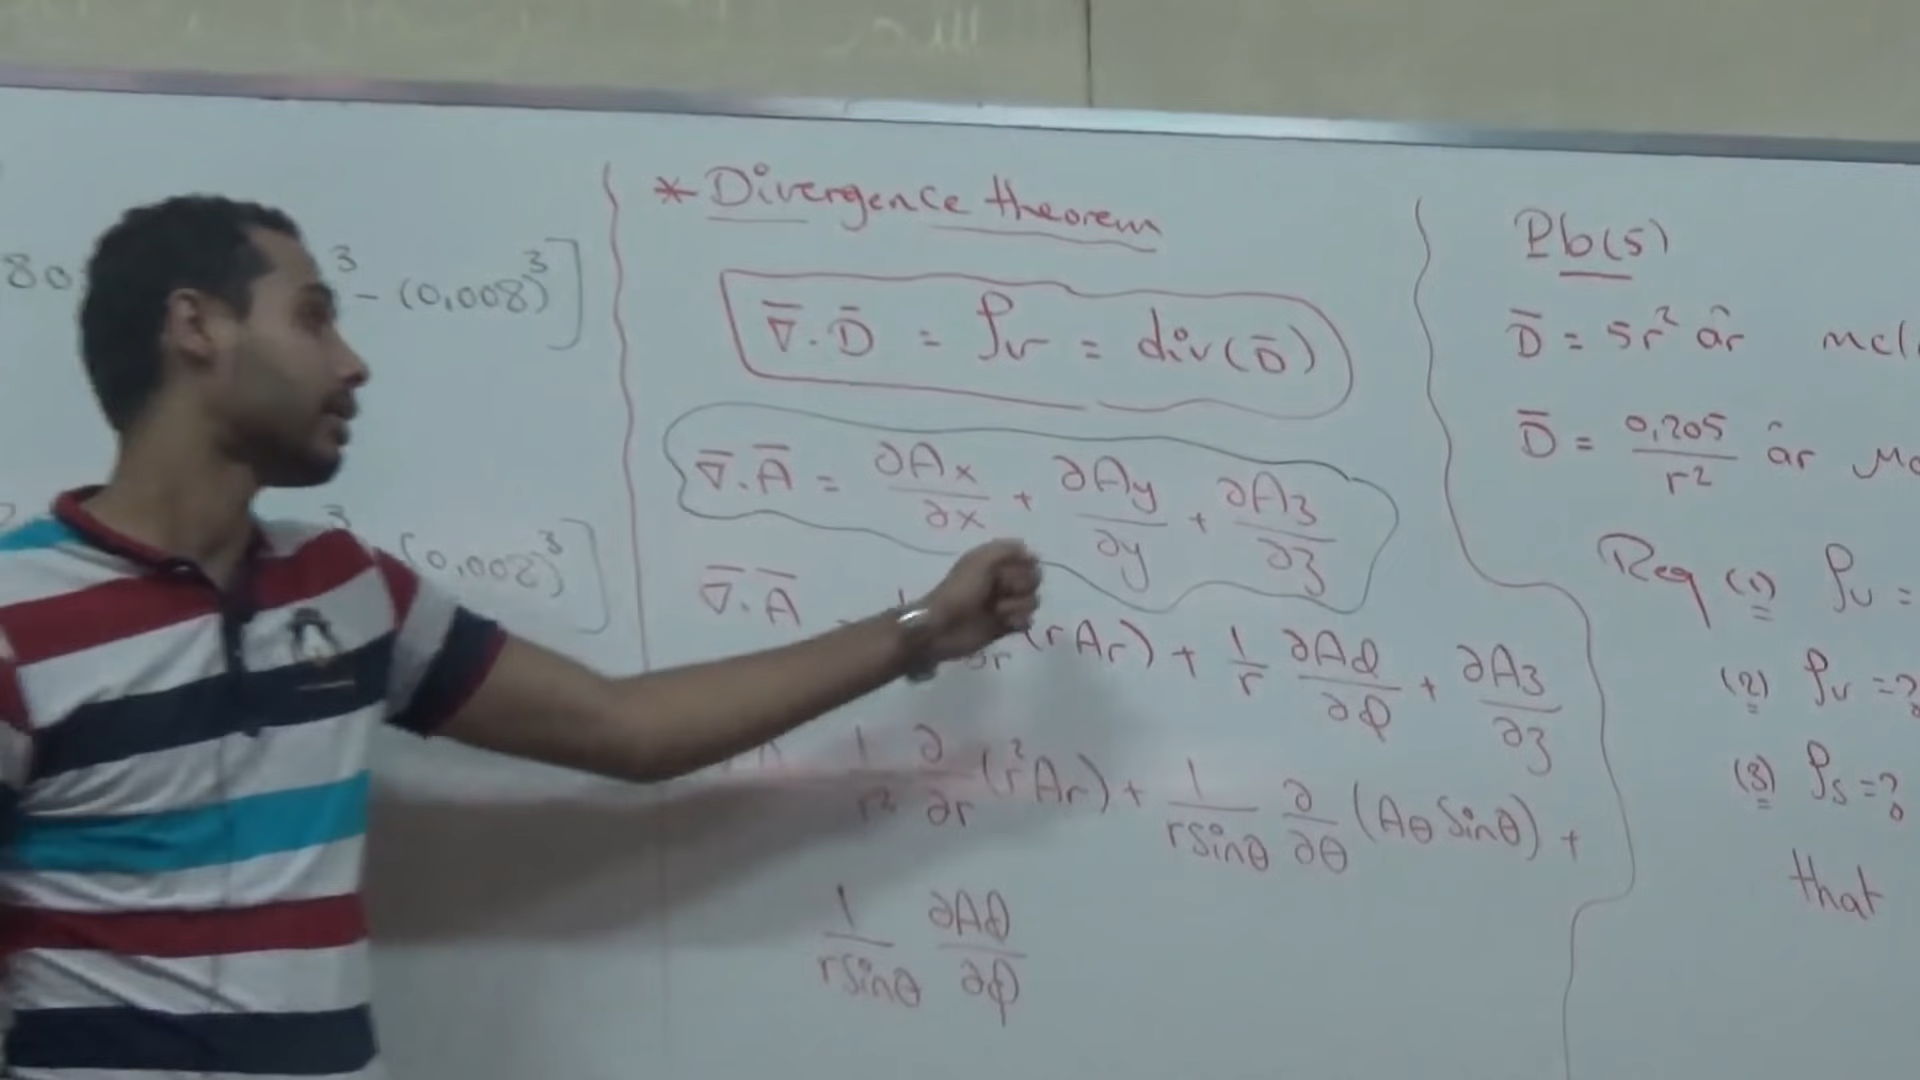 80 3 - (0,008)^3 ]
(0,002)^3 ]
* Divergence theorem
∇̄.D̄ = ρv = div(D̄)
∇̄.Ā = ∂Ax/∂x + ∂Ay/∂y + ∂Az/∂z
∇̄.Ā (rAr) + 1/r ∂Aφ/∂φ + ∂Az/∂z
1/r² ∂/∂r (r²Ar) + 1/rsinθ ∂/∂θ (Aθ Sinθ) +
1/rsinθ ∂Aφ/∂φ
Pb(5)
D̄ = 5r² âr
D̄ = 0,205/r² âr
Req (1) ρv =
(2) ρv = ?
(3) ρs = ?
that